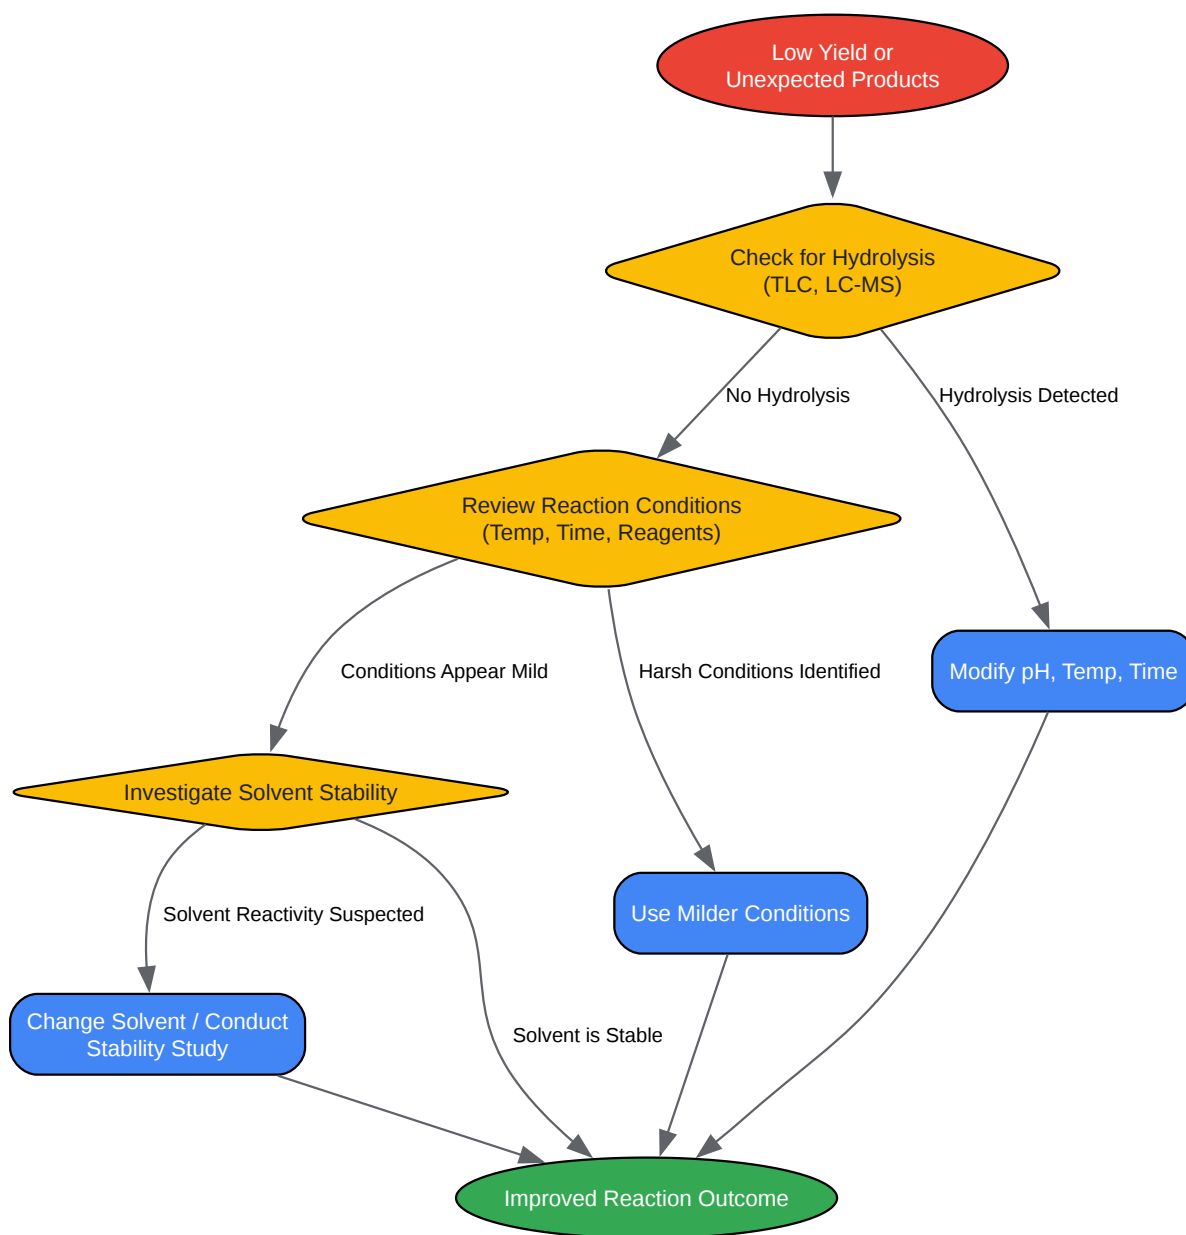 Low Yield or
Unexpected Products
Check for Hydrolysis
(TLC, LC-MS)
No Hydrolysis
Hydrolysis Detected
Review Reaction Conditions
(Temp, Time, Reagents)
Conditions Appear Mild
Harsh Conditions Identified
Modify pH, Temp, Time
Investigate Solvent Stability
Solvent Reactivity Suspected
Use Milder Conditions
Change Solvent / Conduct
Stability Study
Solvent is Stable
Improved Reaction Outcome